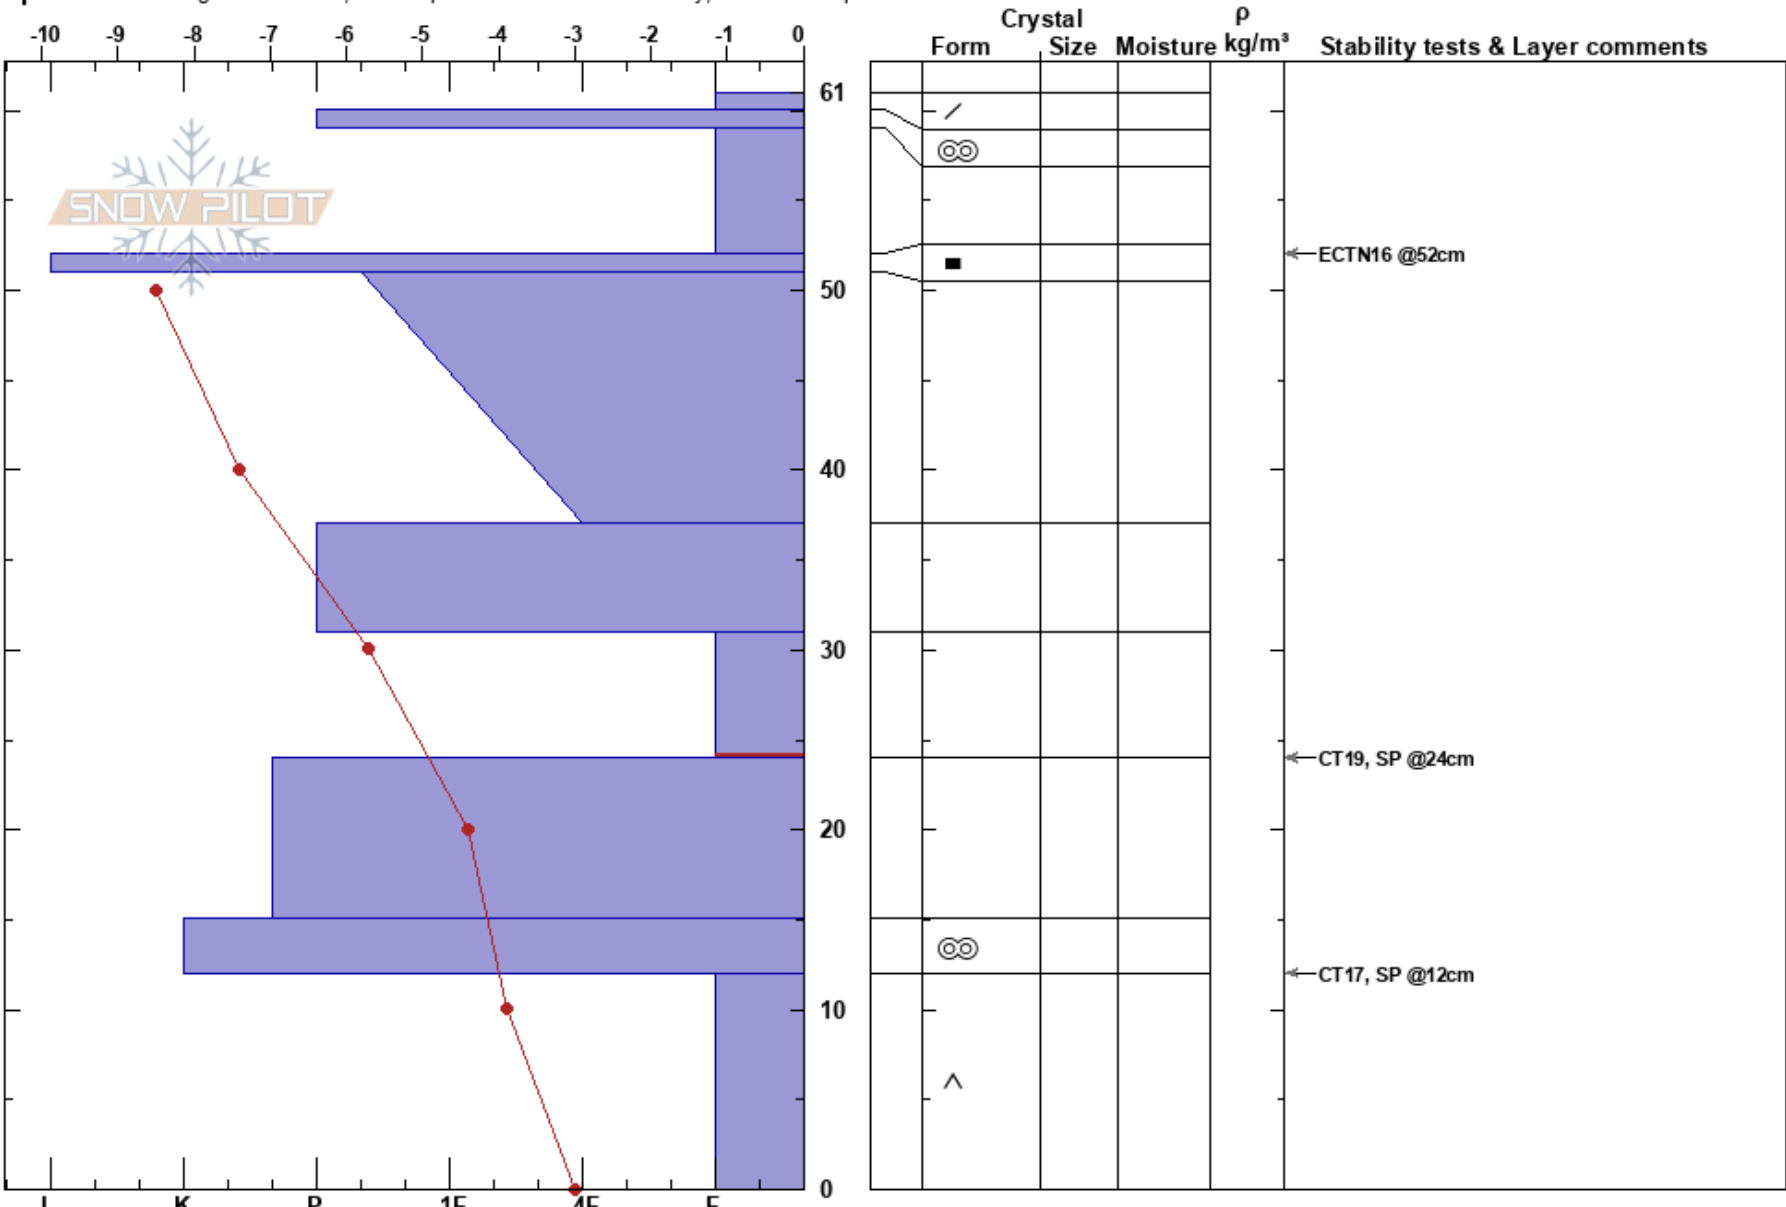 Crystal
ρ
-10 -9 -8 -7 -6 -5 -4 -3 -2 -1 0
Form Size Moisture kg/m³ Stability tests & Layer comments
61
SNOW PILOT
ECTN16 @52cm
50
40
30
CT19, SP @24cm
20
CT17, SP @12cm
10
0
I K P 1F 4F F